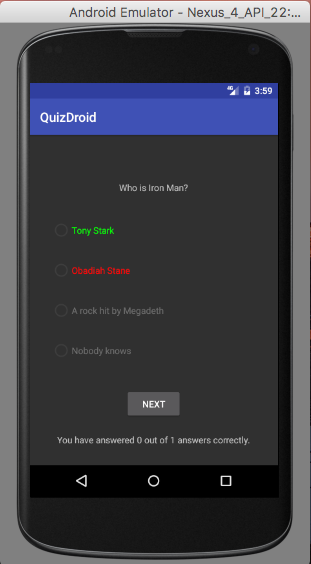 Android Emulator - Nexus_4_API_22:...
4G 3:59
QuizDroid
Who is Iron Man?
Tony Stark
Obadiah Stane
A rock hit by Megadeth
Nobody knows
NEXT
You have answered 0 out of 1 answers correctly.